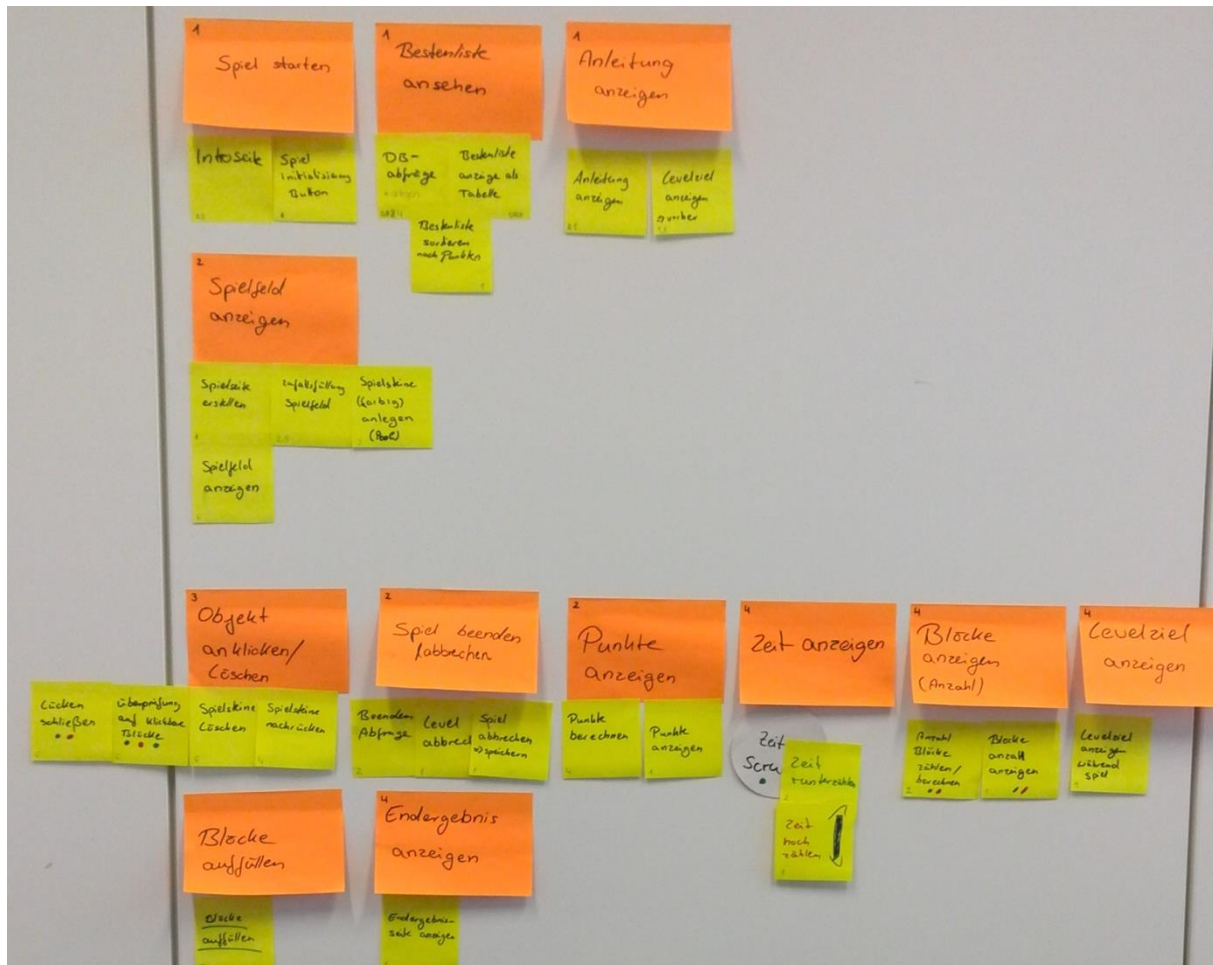 1
Spiel starten
Introseite
Spiel
Initialisierung
Button
1
Bestenliste
ansehen
DB-
abfrage
Bestenliste
anzeige als
Tabelle
Bestenliste
sortieren
nach Punkten
1
Anleitung
anzeigen
Anleitung
anzeigen
Levelziel
anzeigen
vorher
2
Spielfeld
anzeigen
Spielseite
erstellen
Zufallsfüllung
Spielfeld
Spielsteine
(farbig)
anlegen
(Pool)
Spielfeld
anzeigen
3
Objekt
anklicken/
Löschen
Lücken
schließen
Überprüfung
auf klickbare
Blöcke
Spielsteine
Löschen
Spielsteine
nachrücken
2
Spiel beenden
/abbrechen
Beenden
Abfrage
Level
abbrech
Spiel
abbrechen
speichern
2
Punkte
anzeigen
Punkte
berechnen
Punkte
anzeigen
4
Zeit anzeigen
Zeit
Scru
Zeit
runterzählen
Zeit
hoch
zählen
4
Blöcke
anzeigen
(Anzahl)
Anzahl
Blöcke
zählen/
berechnen
Blöcke
anzahl
anzeigen
4
Levelziel
anzeigen
Levelziel
anzeigen
während
Spiel
Blöcke
auffüllen
Blöcke
auffüllen
4
Endergebnis
anzeigen
Endergebnis-
seite anzeigen